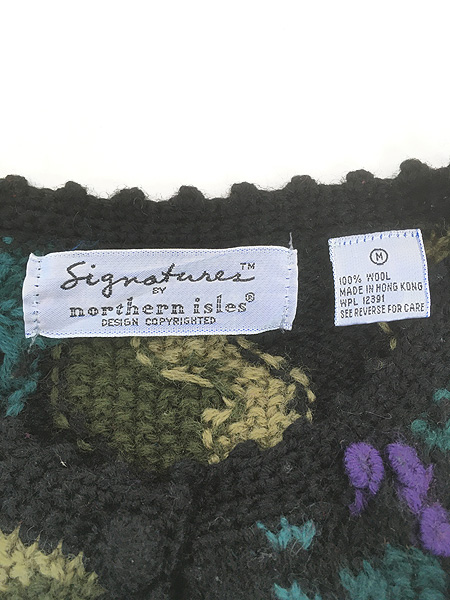 Signatures™
BY
northern isles®
DESIGN COPYRIGHTED
M
100% WOOL
MADE IN HONG KONG
WPL 12391
SEE REVERSE FOR CARE